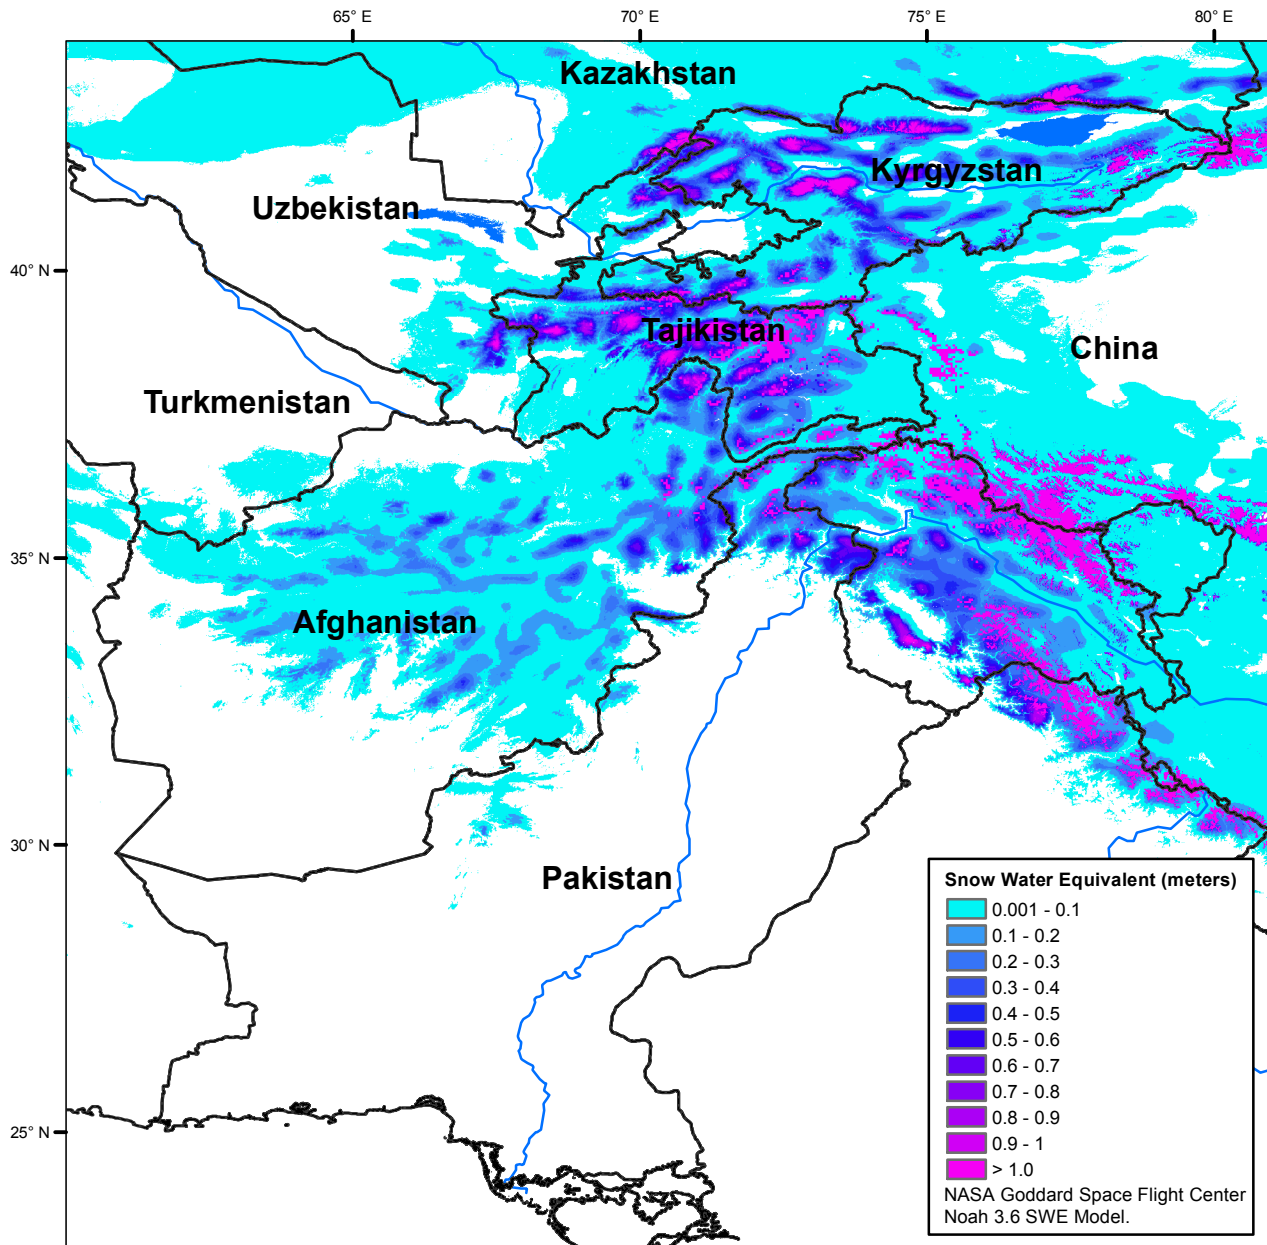 65° E
70° E
75° E
80° E
Kazakhstan
Kyrgyzstan
Uzbekistan
40° N
Tajikistan
China
Turkmenistan
35° N
Afghanistan
30° N
Pakistan
25° N
Snow Water Equivalent (meters)
0.001 - 0.1
0.1 - 0.2
0.2 - 0.3
0.3 - 0.4
0.4 - 0.5
0.5 - 0.6
0.6 - 0.7
0.7 - 0.8
0.8 - 0.9
0.9 - 1
> 1.0
NASA Goddard Space Flight Center
Noah 3.6 SWE Model.